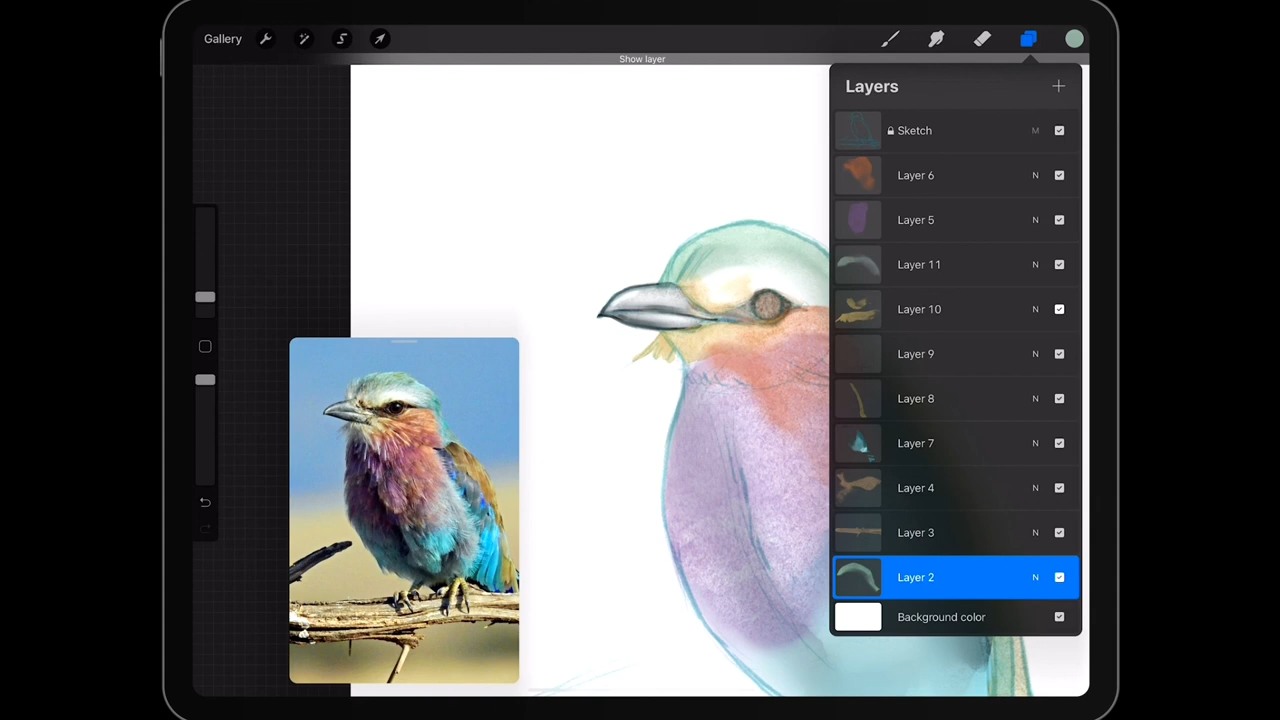 Gallery
Show layer
Layers
Sketch M
Layer 6 N
Layer 5 N
Layer 11 N
Layer 10 N
Layer 9 N
Layer 8 N
Layer 7 N
Layer 4 N
Layer 3 N
Layer 2 N
Background color